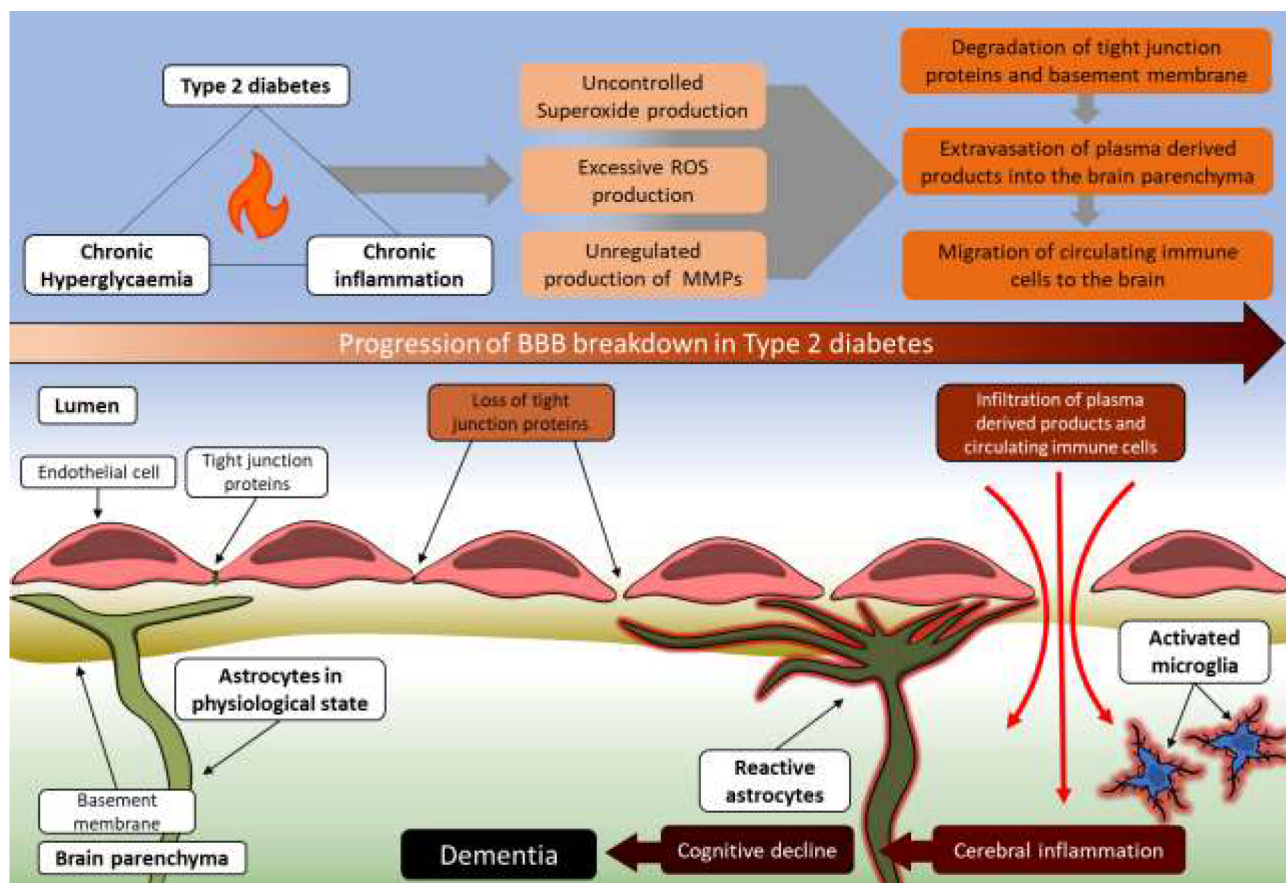 Type 2 diabetes
Chronic
Hyperglycaemia
Chronic
inflammation
Uncontrolled
Superoxide production
Excessive ROS
production
Unregulated
production of MMPs
Degradation of tight junction
proteins and basement membrane
Extravasation of plasma derived
products into the brain parenchyma
Migration of circulating immune
cells to the brain
Progression of BBB breakdown in Type 2 diabetes
Lumen
Endothelial cell
Tight junction
proteins
Loss of tight
junction proteins
Infiltration of plasma
derived products and
circulating immune cells
Astrocytes in
physiological state
Activated
microglia
Reactive
astrocytes
Basement
membrane
Brain parenchyma
Dementia
Cognitive decline
Cerebral inflammation